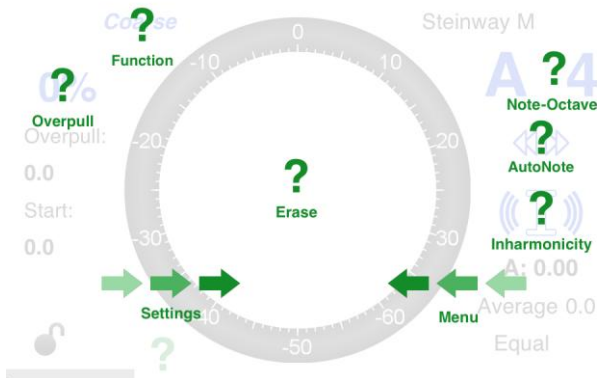 Coarse
Steinway M
0
?
Function
-10
10
?
Overpull
0%
A 4
?
Note-Octave
Overpull:
-20
20
?
AutoNote
0.0
?
Erase
?
Inharmonicity
Start:
-30
30
0.0
A: 0.00
Settings
Menu
Average 0.0
40
-60
-50
?
Equal